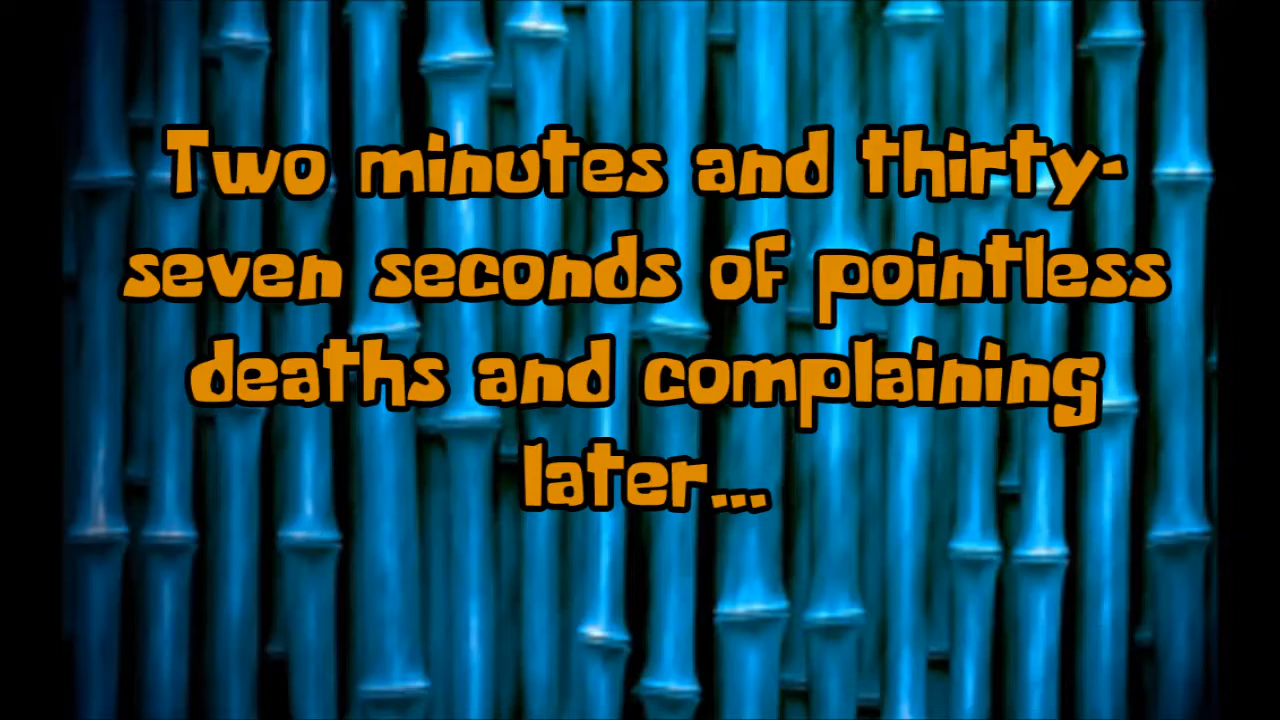 Two minutes and thirty-
seven seconds of pointless
deaths and complaining
later...